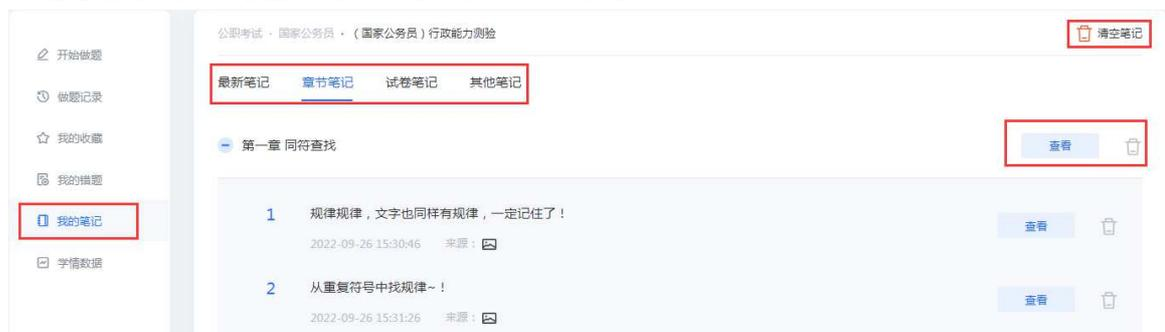 公职考试 · 国家公务员 · （国家公务员）行政能力测验
清空笔记
开始做题
做题记录
我的收藏
我的错题
我的笔记
学情数据
最新笔记 章节笔记 试卷笔记 其他笔记
第一章 同符查找
查看
1 规律规律，文字也同样有规律，一定记住了！
2022-09-26 15:30:46 来源：
查看
2 从重复符号中找规律~！
2022-09-26 15:31:26 来源：
查看